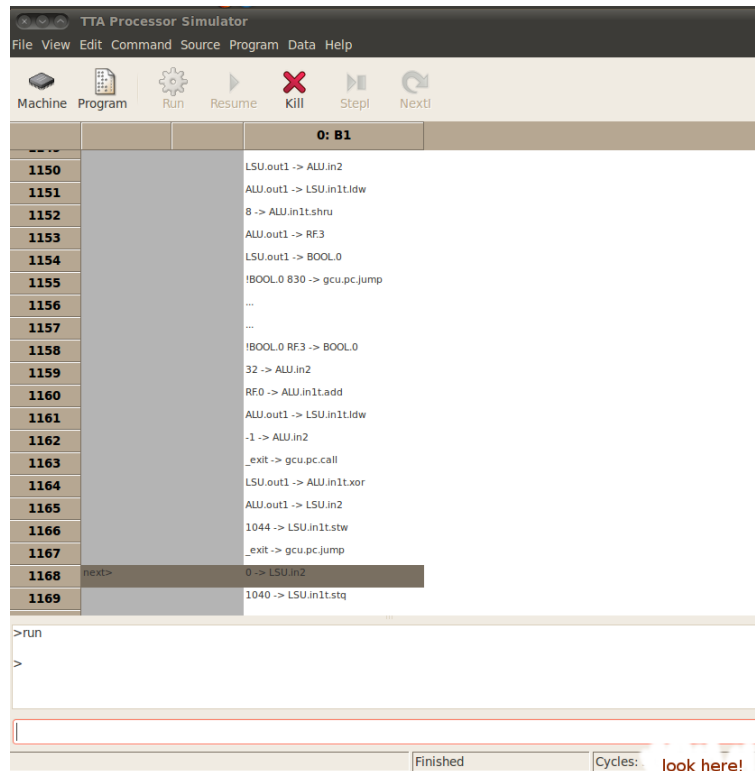 TTA Processor Simulator
File View Edit Command Source Program Data Help
Machine Program Run Resume Kill StepI NextI
0: B1
1150 LSU.out1 -> ALU.in2
1151 ALU.out1 -> LSU.in1t.ldw
1152 8 -> ALU.in1t.shru
1153 ALU.out1 -> RF.3
1154 LSU.out1 -> BOOL.0
1155 !BOOL.0 830 -> gcu.pc.jump
1156 ...
1157 ...
1158 !BOOL.0 RF.3 -> BOOL.0
1159 32 -> ALU.in2
1160 RF.0 -> ALU.in1t.add
1161 ALU.out1 -> LSU.in1t.ldw
1162 -1 -> ALU.in2
1163 _exit -> gcu.pc.call
1164 LSU.out1 -> ALU.in1t.xor
1165 ALU.out1 -> LSU.in2
1166 1044 -> LSU.in1t.stw
1167 _exit -> gcu.pc.jump
1168 next> 0 -> LSU.in2
1169 1040 -> LSU.in1t.stq
>run
>
Finished Cycles: look here!